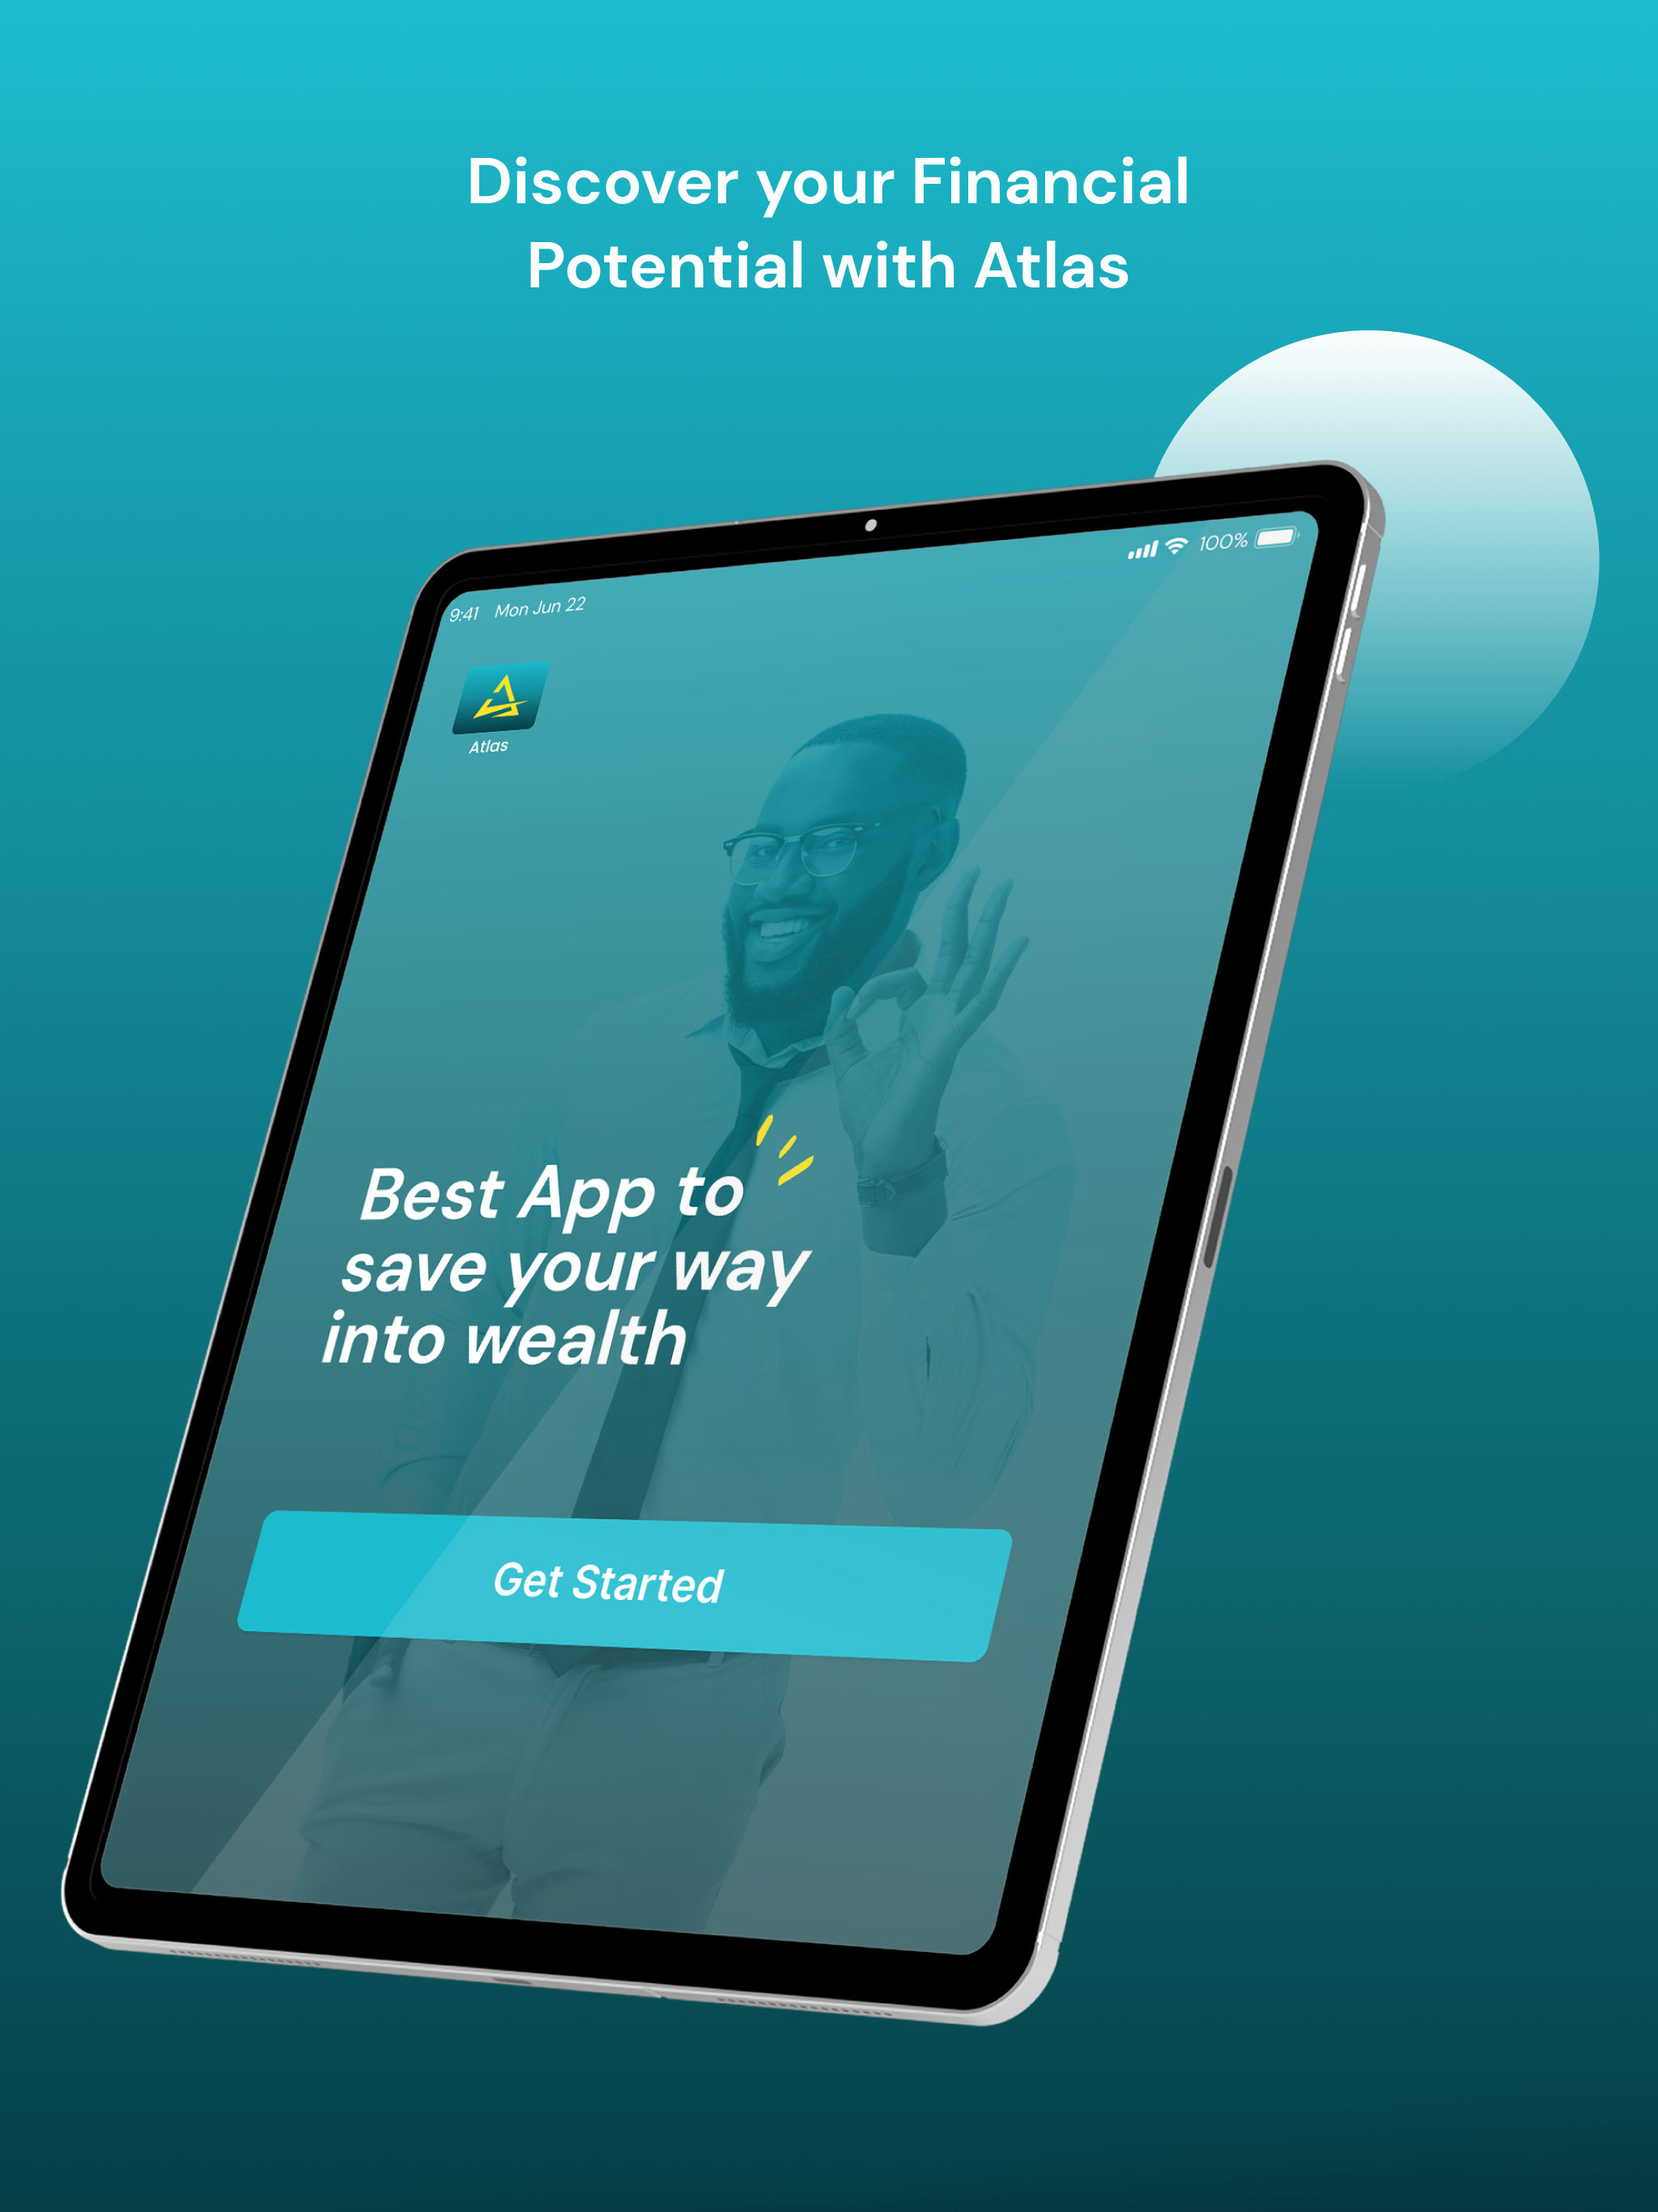 Discover your Financial
Potential with Atlas
9:41 Mon Jun 22
100%
Atlas
Best App to
save your way
into wealth
Get Started